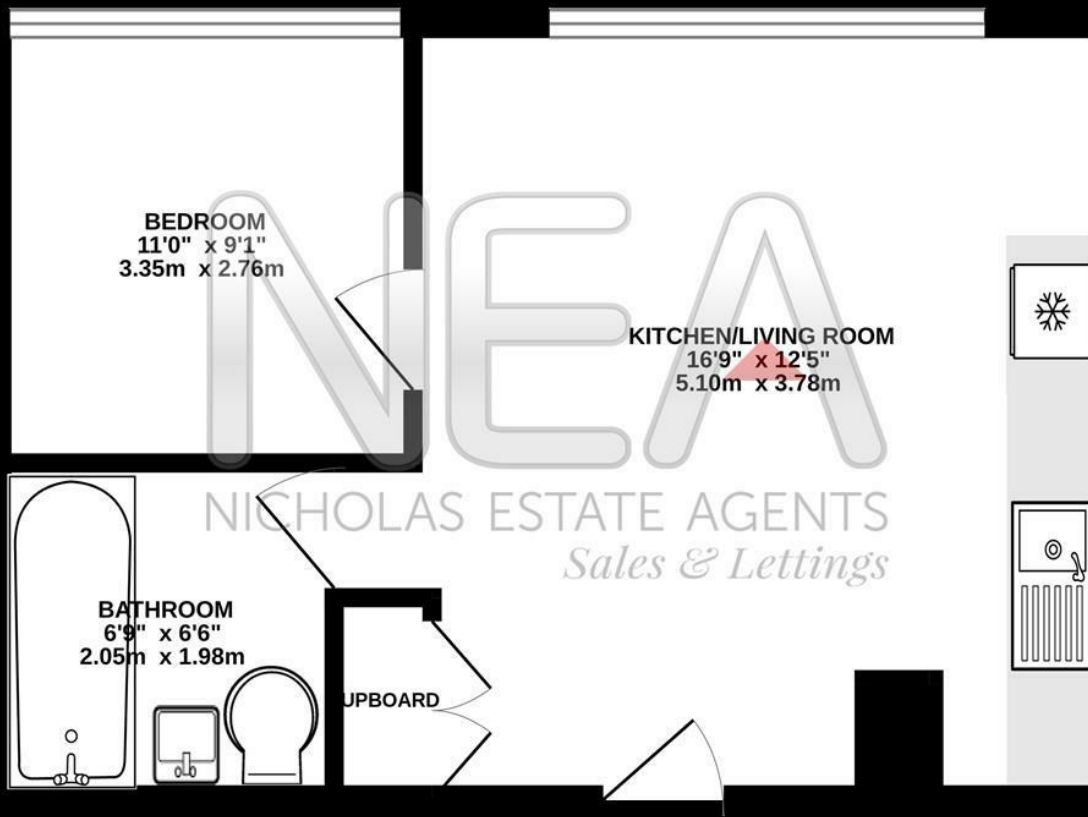 BEDROOM
11'0" x 9'1"
3.35m x 2.76m
NEA
KITCHEN/LIVING ROOM
16'9" x 12'5"
5.10m x 3.78m
NICHOLAS ESTATE AGENTS
Sales & Lettings
BATHROOM
6'9" x 6'6"
2.05m x 1.98m
UPBOARD